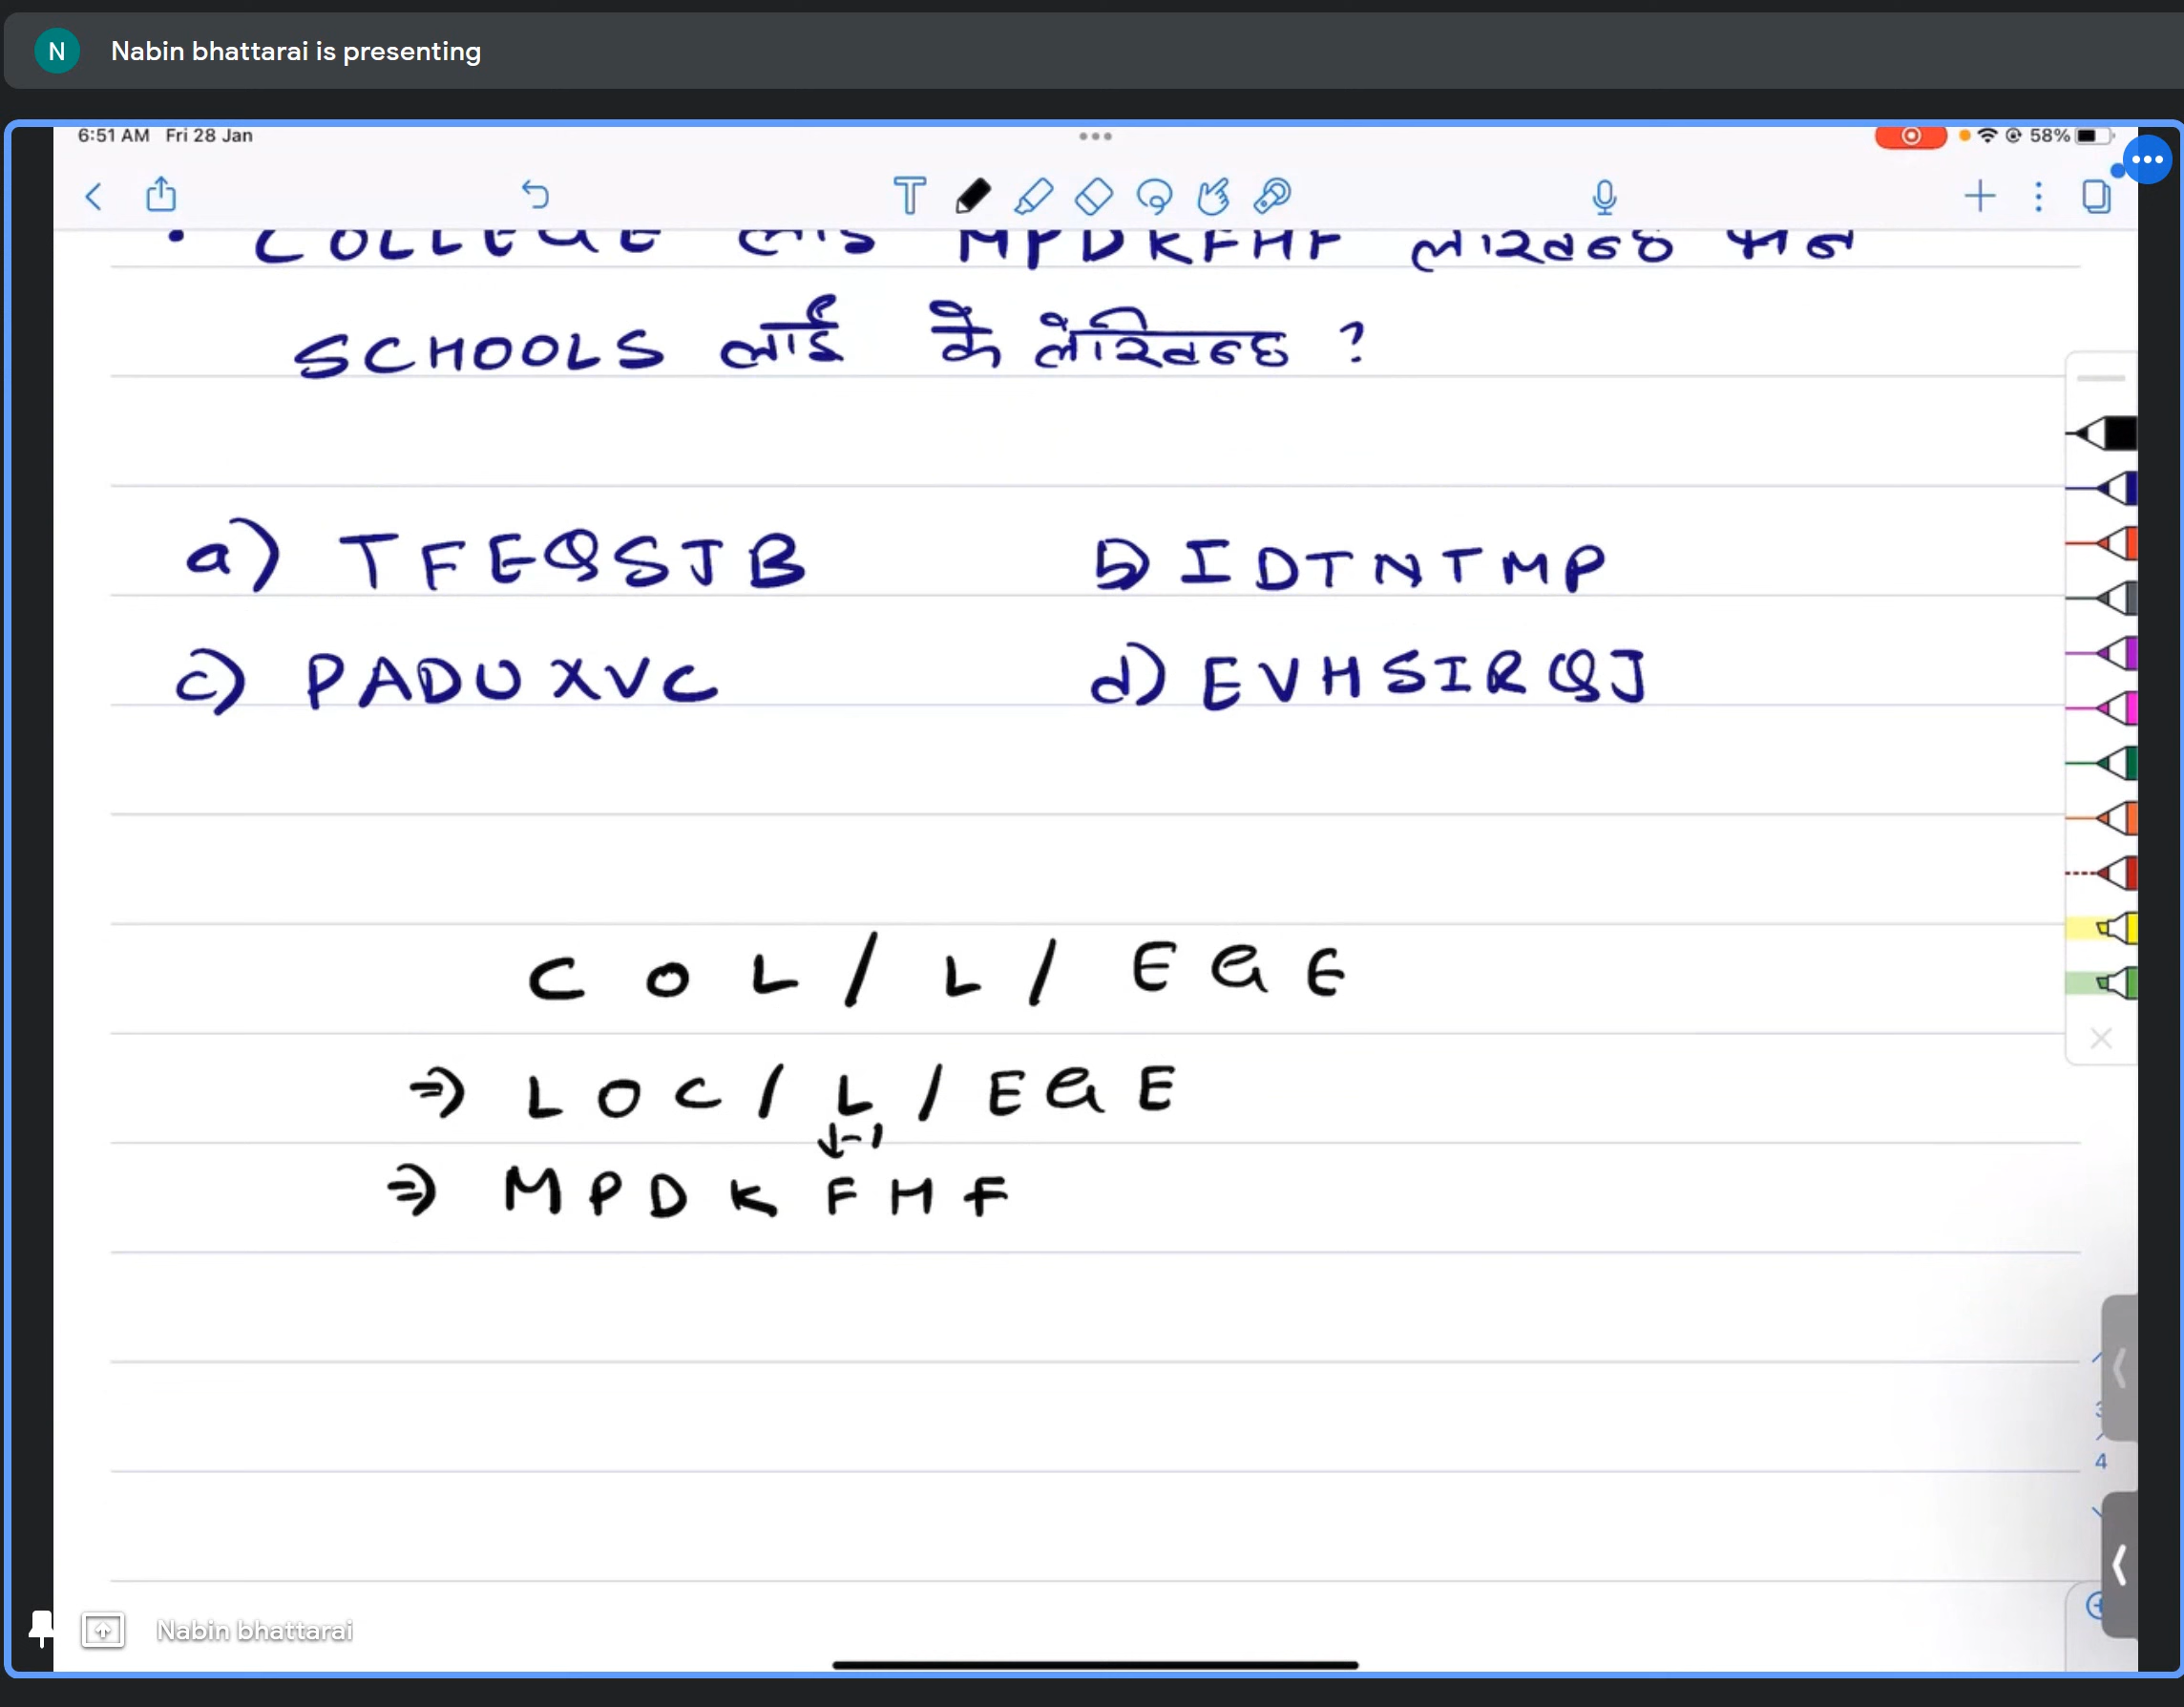 Nabin bhattarai is presenting
6:51 AM Fri 28 Jan
58%
• COLLEGE लाई MPDKFHF
SCHOOLS लाई के लेखिन्छ ?
a) TFEQSJB b) IDTNTMP
c) PADUXVC d) EVHSIRQJ
C O L / L / E G E
⇒ L O C / L / E G E
↓-1
⇒ M P D K F H F
4
Nabin bhattarai